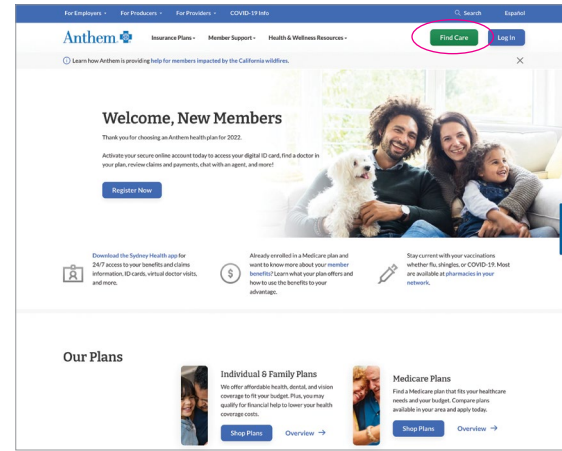 For Employers For Producers For Providers COVID-19 Info Search Español
Anthem Insurance Plans Member Support Health & Wellness Resources Find Care Log In
Learn how Anthem is providing help for members impacted by the California wildfires.
Welcome, New Members
Thank you for choosing an Anthem health plan for 2022.
Activate your secure online account today to access your digital ID card, find a doctor in
your plan, review claims and payments, chat with an agent, and more!
Register Now
Download the Sydney Health app for
24/7 access to your benefits and claims
information, ID cards, virtual doctor visits,
and more.
Already enrolled in a Medicare plan and
want to know more about your member
benefits? Learn what your plan offers and
how to use the benefits to your
advantage.
Stay current with your vaccinations
whether flu, shingles, or COVID-19. Most
are available at pharmacies in your
network.
Our Plans
Individual & Family Plans
We offer affordable health, dental, and vision
coverage to fit your budget. Plus, you may
qualify for financial help to lower your health
coverage costs.
Shop Plans Overview →
Medicare Plans
Find a Medicare plan that fits your healthcare
needs and your budget. Compare plans
available in your area and apply today.
Shop Plans Overview →